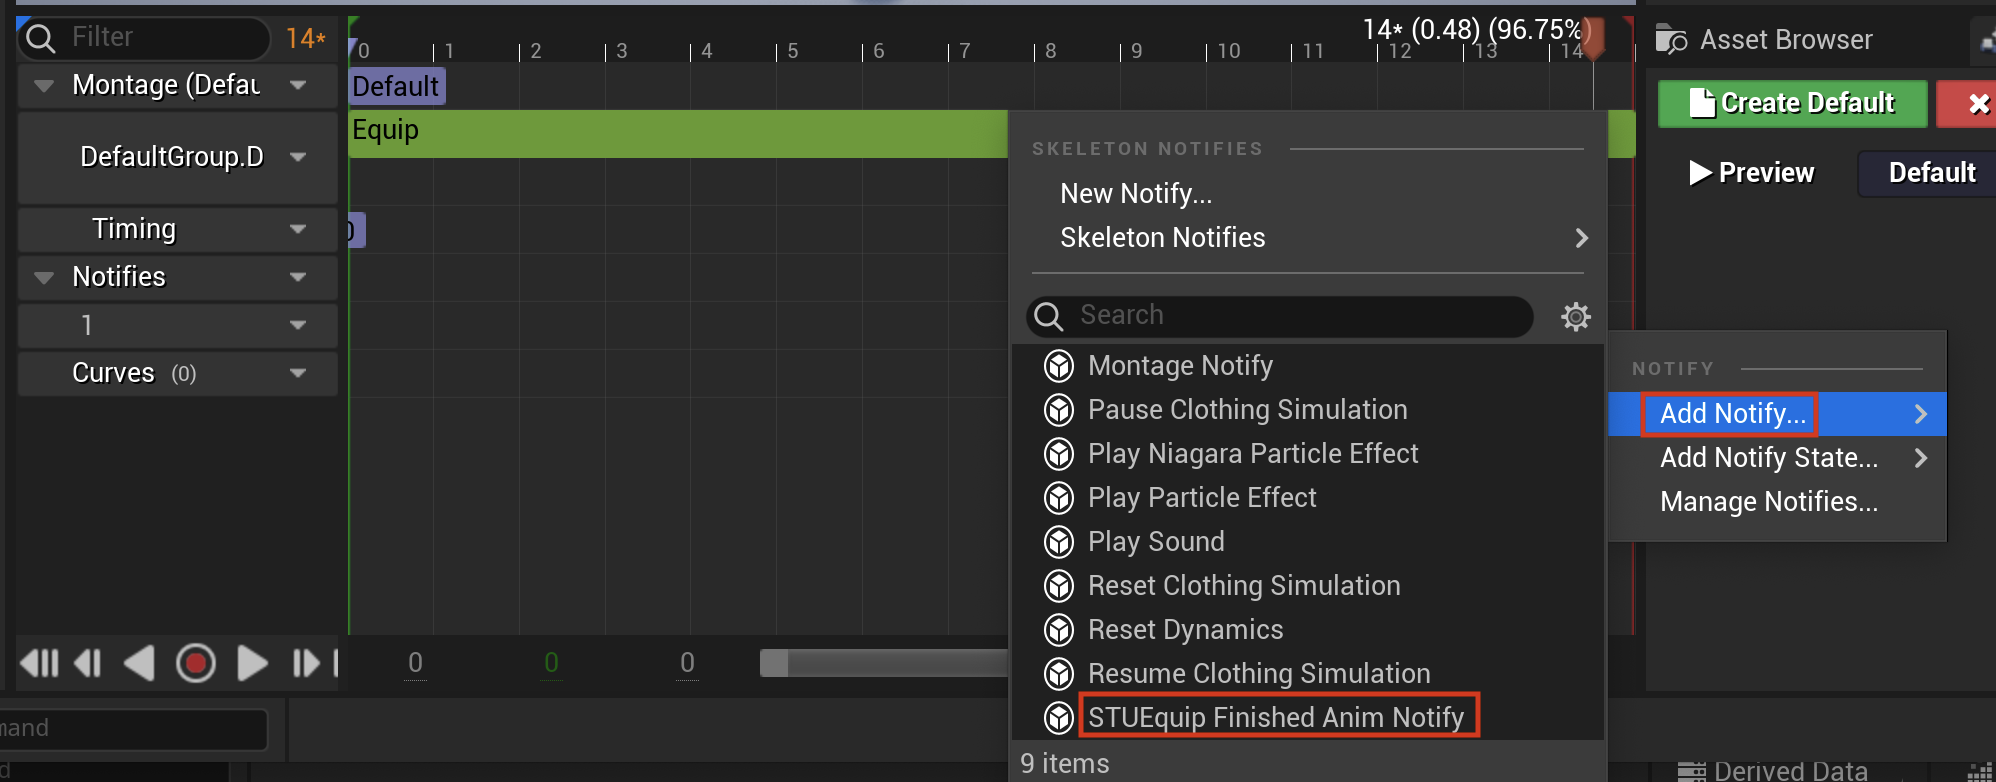 Filter
14*
14* (0.48) (96.75%)
0 1 2 3 4 5 6 7 8 9 10 11 12 13 14
Asset Browser
Montage (Defau
Default
Create Default
Equip
DefaultGroup.D
SKELETON NOTIFIES
Preview
Default
New Notify...
Timing
Skeleton Notifies
Notifies
Search
1
NOTIFY
Montage Notify
Curves (0)
Add Notify...
Pause Clothing Simulation
Play Niagara Particle Effect
Add Notify State...
Play Particle Effect
Manage Notifies...
Play Sound
Reset Clothing Simulation
Reset Dynamics
0 0 0
Resume Clothing Simulation
STUEquip Finished Anim Notify
mand
9 items
Derived Data